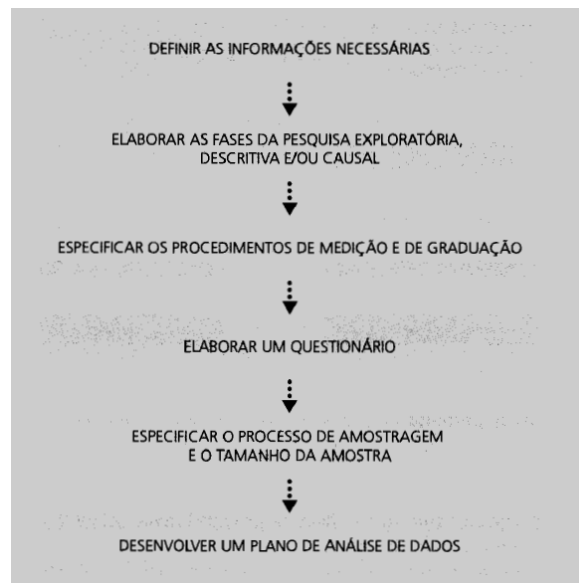 DEFINIR AS INFORMAÇÕES NECESSÁRIAS
ELABORAR AS FASES DA PESQUISA EXPLORATÓRIA,
DESCRITIVA E/OU CAUSAL
ESPECIFICAR OS PROCEDIMENTOS DE MEDIÇÃO E DE GRADUAÇÃO
ELABORAR UM QUESTIONÁRIO
ESPECIFICAR O PROCESSO DE AMOSTRAGEM
E O TAMANHO DA AMOSTRA
DESENVOLVER UM PLANO DE ANÁLISE DE DADOS